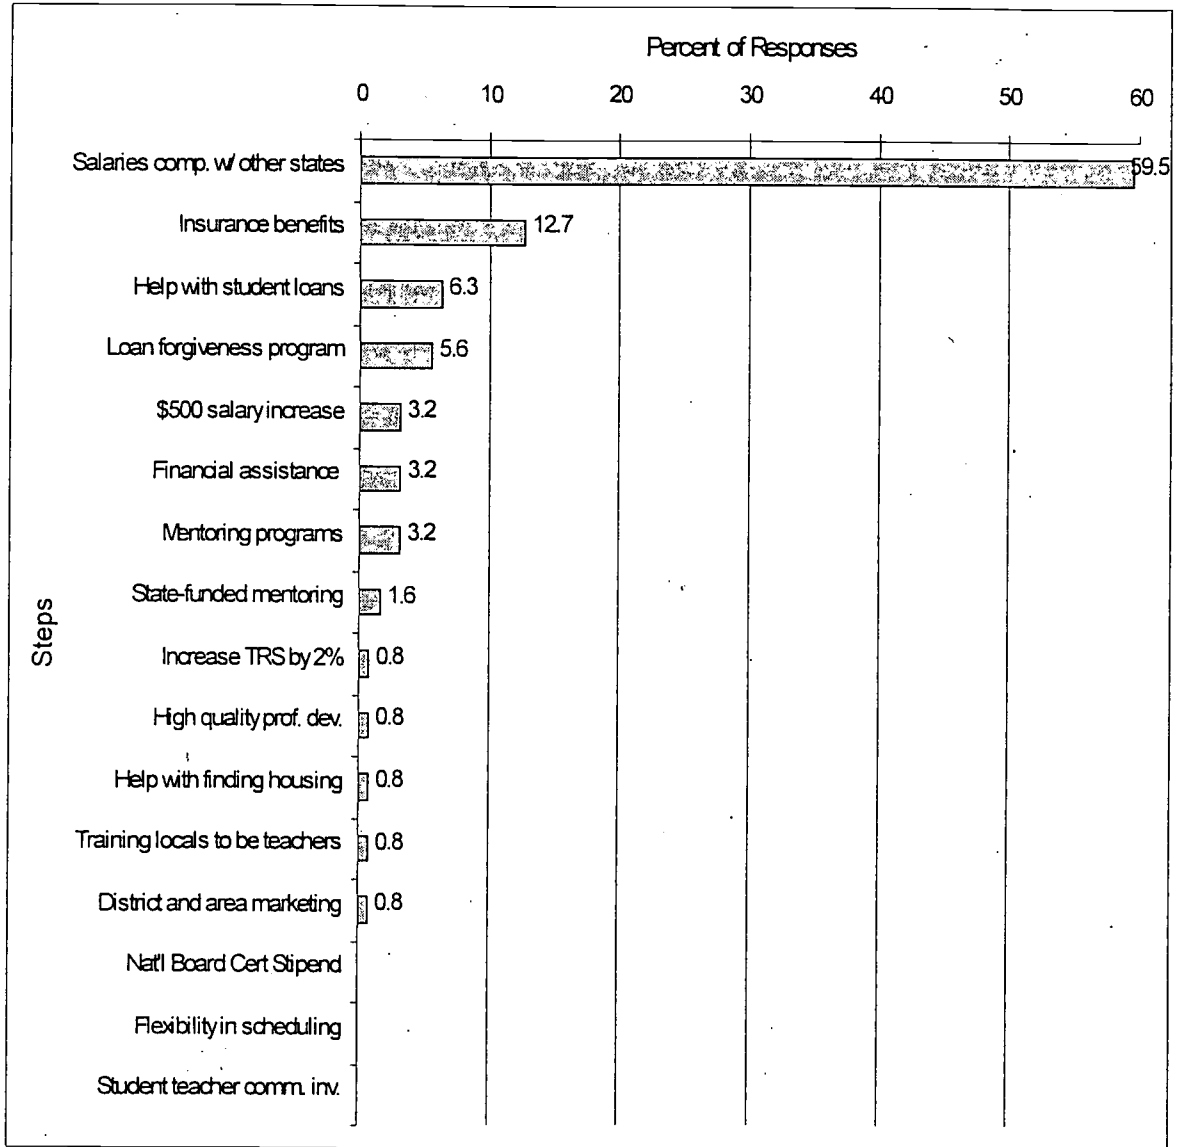 Percent of Responses
0 10 20 30 40 50 60
Salaries comp. w/ other states 59.5
Insurance benefits 12.7
Help with student loans 6.3
Loan forgiveness program 5.6
$500 salary increase 3.2
Financial assistance 3.2
Mentoring programs 3.2
State-funded mentoring 1.6
Steps
Increase TRS by 2% 0.8
High quality prof. dev. 0.8
Help with finding housing 0.8
Training locals to be teachers 0.8
District and area marketing 0.8
Nat'l Board Cert Stipend
Flexibility in scheduling
Student teacher comm. inv.